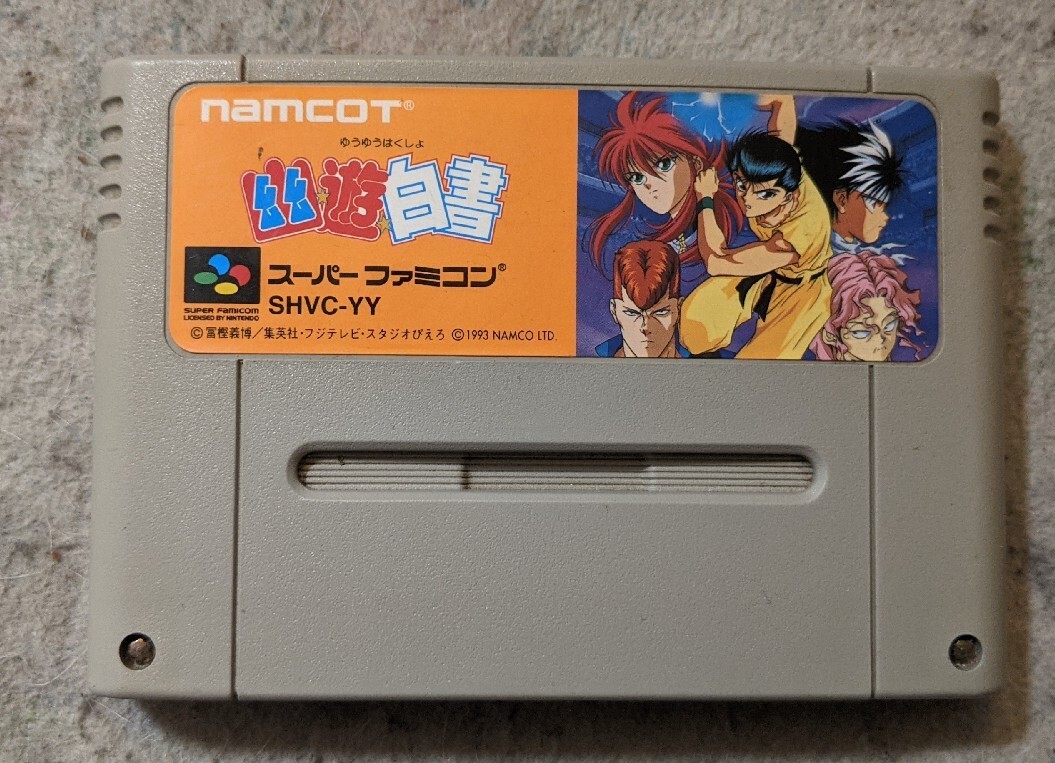 namcoT®
ゆうゆうはくしょ
幽★遊★白書
スーパーファミコン®
SUPER FAMICOM
LICENSED BY NINTENDO
SHVC-YY
©冨樫義博／集英社・フジテレビ・スタジオぴえろ ©1993 NAMCO LTD.